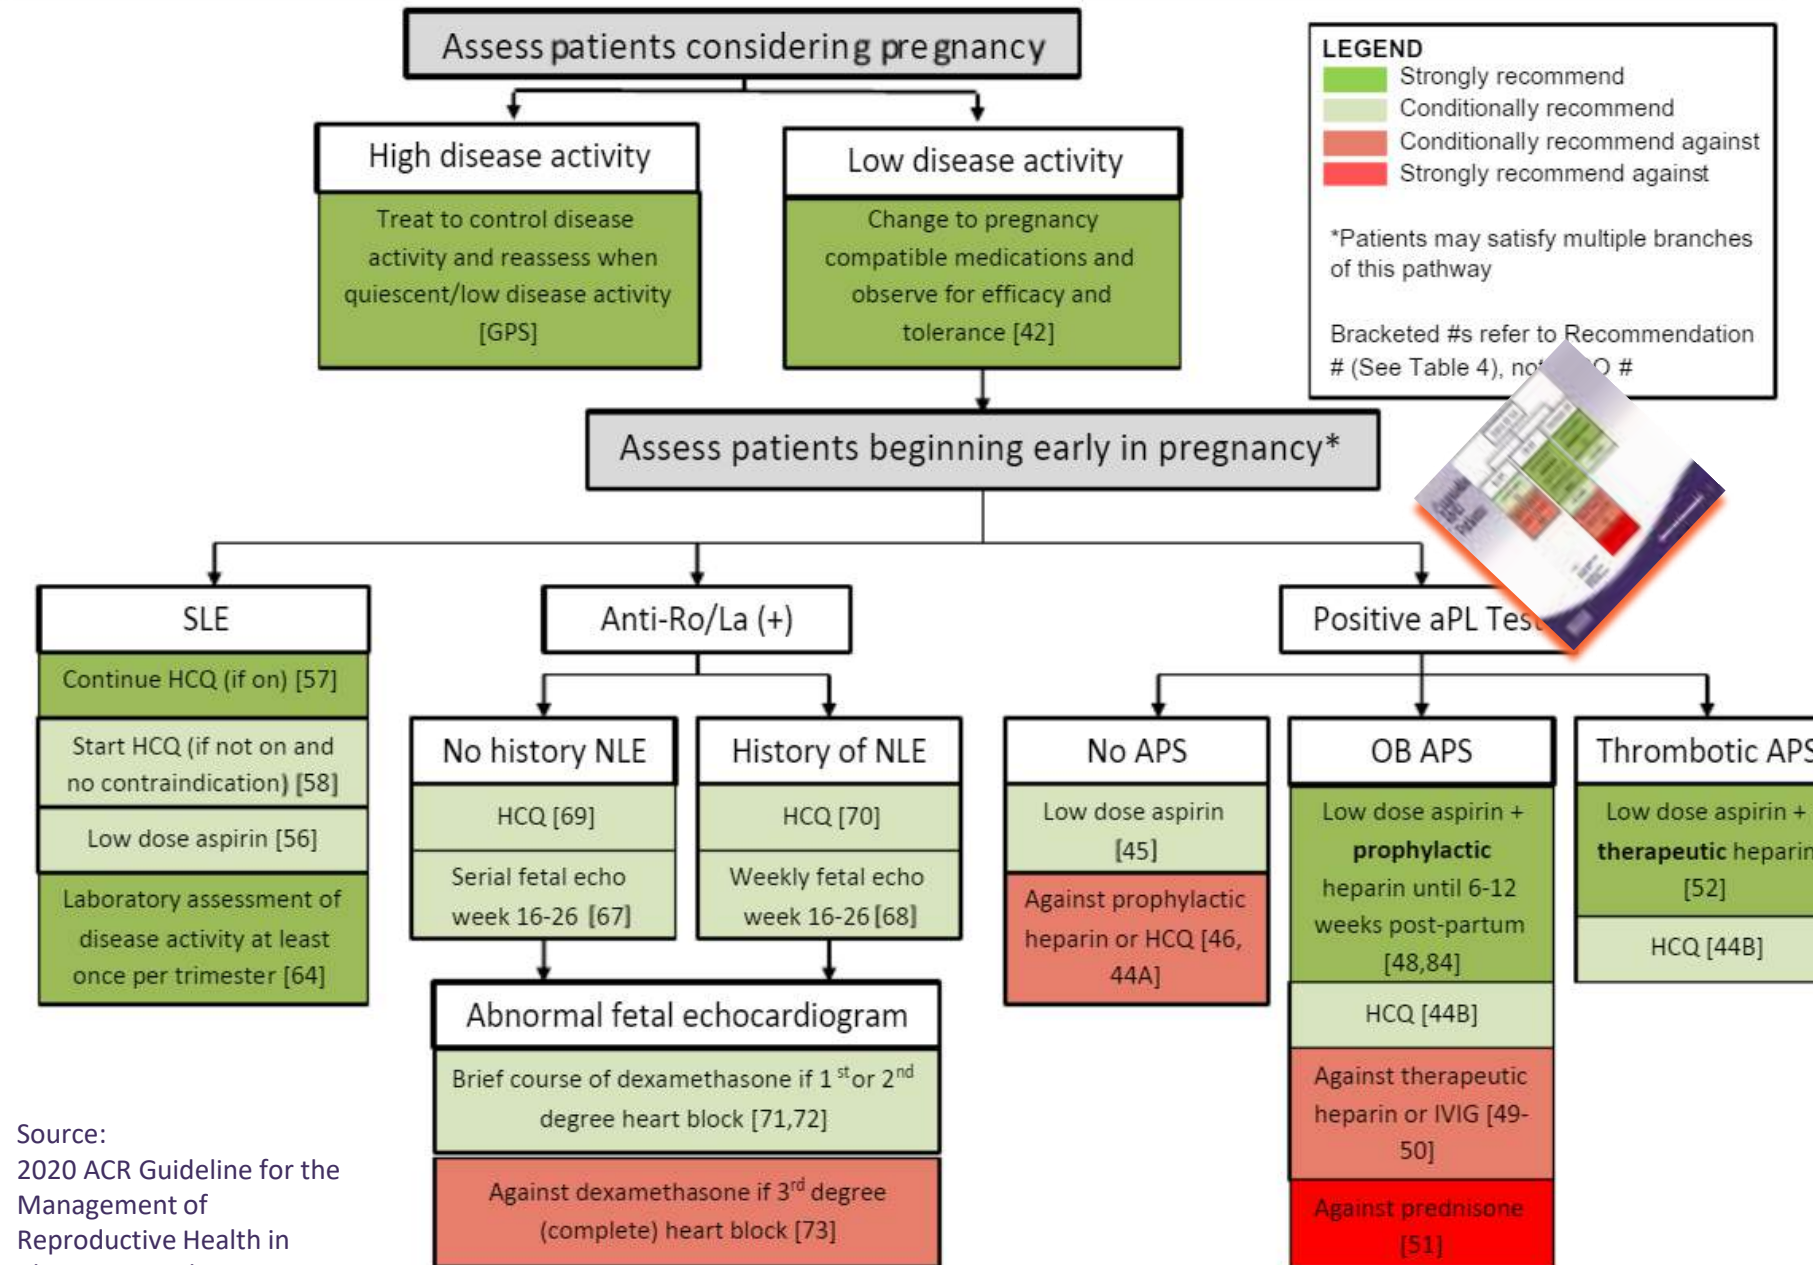 Assess patients considering pregnancy
LEGEND
Strongly recommend
Conditionally recommend
Conditionally recommend against
Strongly recommend against
*Patients may satisfy multiple branches
of this pathway
Bracketed #s refer to Recommendation
# (See Table 4), #
High disease activity
Treat to control disease
activity and reassess when
quiescent/low disease activity
[GPS]
Low disease activity
Change to pregnancy
compatible medications and
observe for efficacy and
tolerance [42]
Assess patients beginning early in pregnancy*
SLE
Continue HCQ (if on) [57]
Start HCQ (if not on and
no contraindication) [58]
Low dose aspirin [56]
Laboratory assessment of
disease activity at least
once per trimester [64]
Anti-Ro/La (+)
No history NLE
HCQ [69]
Serial fetal echo
week 16-26 [67]
History of NLE
HCQ [70]
Weekly fetal echo
week 16-26 [68]
Abnormal fetal echocardiogram
Brief course of dexamethasone if 1st or 2nd
degree heart block [71,72]
Against dexamethasone if 3rd degree
(complete) heart block [73]
Positive aPL Test
No APS
Low dose aspirin
[45]
Against prophylactic
heparin or HCQ [46,
44A]
OB APS
Low dose aspirin +
prophylactic
heparin until 6-12
weeks post-partum
[48,84]
HCQ [44B]
Against therapeutic
heparin or IVIG [49-
50]
Against prednisone
[51]
Thrombotic APS
Low dose aspirin +
therapeutic heparin
[52]
HCQ [44B]
Source:
2020 ACR Guideline for the
Management of
Reproductive Health in